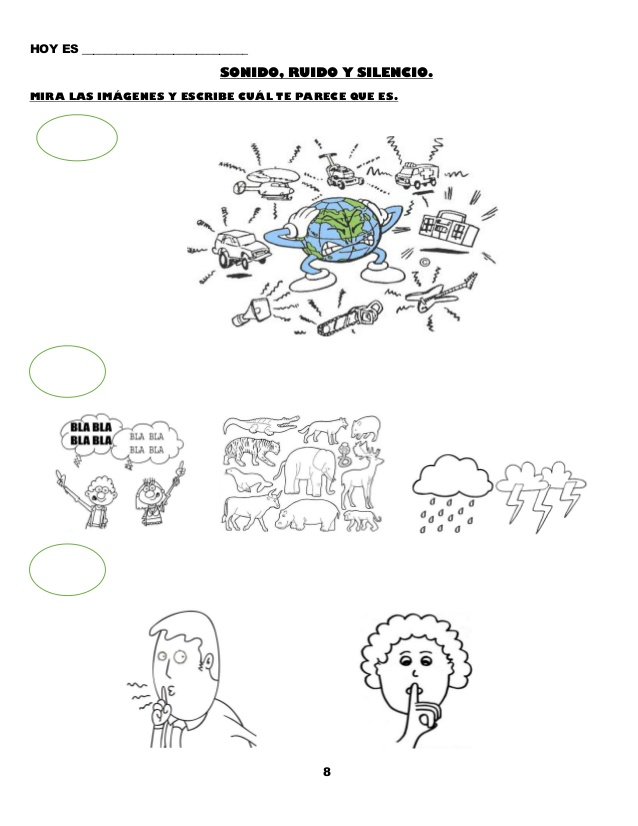 HOY ES ________________________
SONIDO, RUIDO Y SILENCIO.
MIRA LAS IMÁGENES Y ESCRIBE CUÁL TE PARECE QUE ES.
©
BLA BLA
BLA BLA
BLA BLA
BLA BLA
8